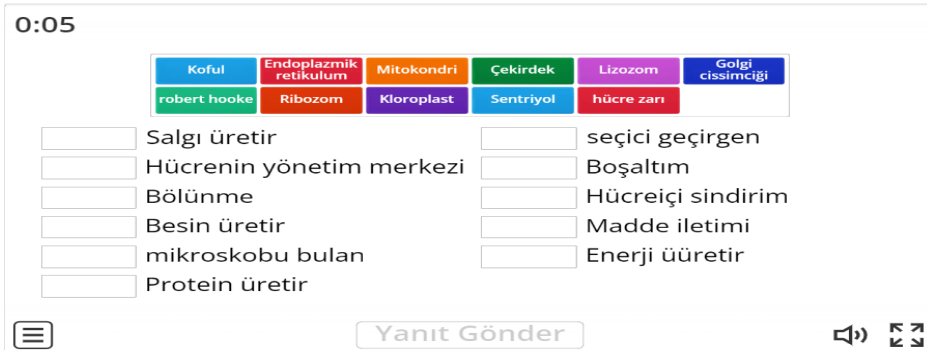 0:05
Koful
Endoplazmik
retikulum
Mitokondri
Çekirdek
Lizozom
Golgi
cissimciği
robert hooke
Ribozom
Kloroplast
Sentriyol
hücre zarı
Salgı üretir
Hücrenin yönetim merkezi
Bölünme
Besin üretir
mikroskobu bulan
Protein üretir
seçici geçirgen
Boşaltım
Hücreiçi sindirim
Madde iletimi
Enerji üüretir
Yanıt Gönder